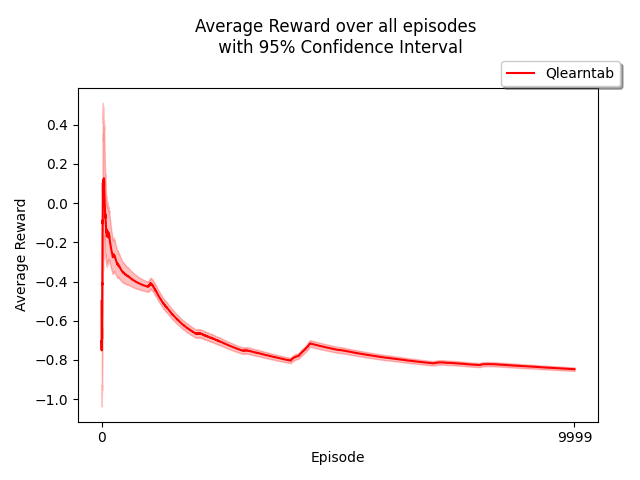 Average Reward over all episodes
with 95% Confidence Interval
Qlearntab
0.4
0.2
0.0
−0.2
−0.4
−0.6
−0.8
−1.0
Average Reward
0
9999
Episode